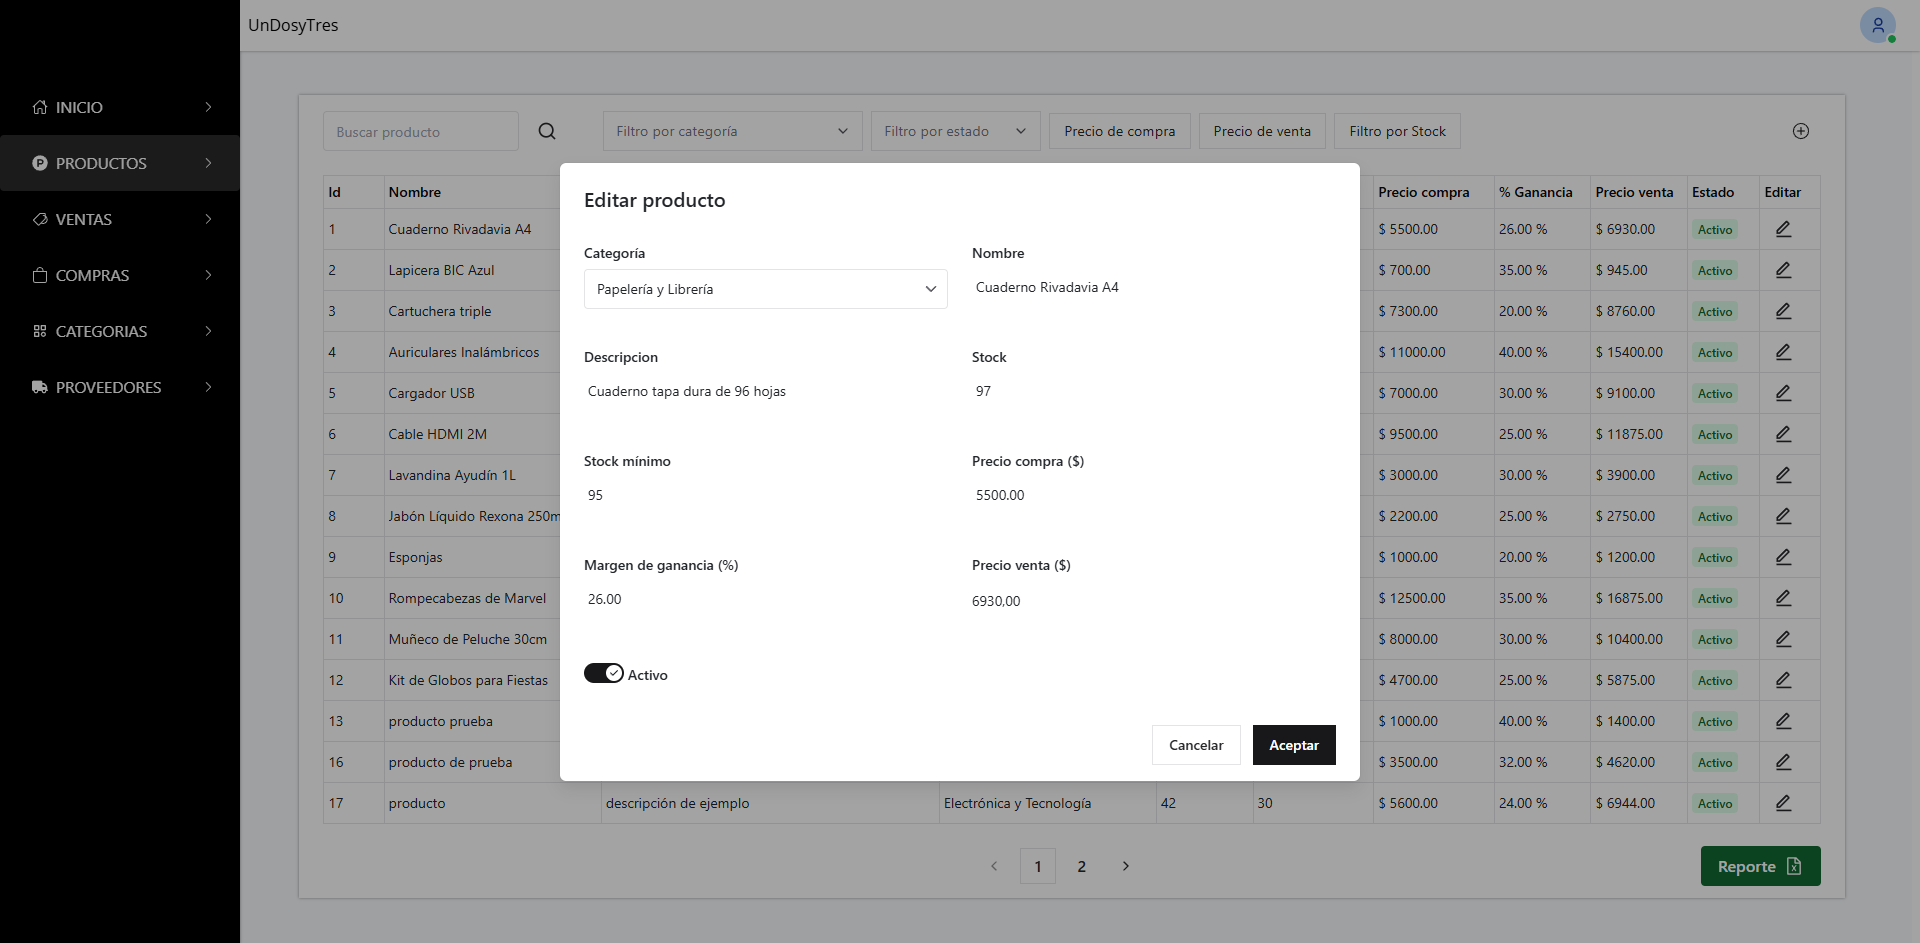 UnDosyTres
INICIO
PRODUCTOS
VENTAS
COMPRAS
CATEGORIAS
PROVEEDORES
Buscar producto
Filtro por categoría
Filtro por estado
Precio de compra
Precio de venta
Filtro por Stock
Id Nombre Precio compra % Ganancia Precio venta Estado Editar
1 Cuaderno Rivadavia A4 $ 5500.00 26.00 % $ 6930.00 Activo
2 Lapicera BIC Azul $ 700.00 35.00 % $ 945.00 Activo
3 Cartuchera triple $ 7300.00 20.00 % $ 8760.00 Activo
4 Auriculares Inalámbricos $ 11000.00 40.00 % $ 15400.00 Activo
5 Cargador USB $ 7000.00 30.00 % $ 9100.00 Activo
6 Cable HDMI 2M $ 9500.00 25.00 % $ 11875.00 Activo
7 Lavandina Ayudín 1L $ 3000.00 30.00 % $ 3900.00 Activo
8 Jabón Líquido Rexona 250m $ 2200.00 25.00 % $ 2750.00 Activo
9 Esponjas $ 1000.00 20.00 % $ 1200.00 Activo
10 Rompecabezas de Marvel $ 12500.00 35.00 % $ 16875.00 Activo
11 Muñeco de Peluche 30cm $ 8000.00 30.00 % $ 10400.00 Activo
12 Kit de Globos para Fiestas $ 4700.00 25.00 % $ 5875.00 Activo
13 producto prueba $ 1000.00 40.00 % $ 1400.00 Activo
16 producto de prueba $ 3500.00 32.00 % $ 4620.00 Activo
17 producto descripción de ejemplo Electrónica y Tecnología 42 30 $ 5600.00 24.00 % $ 6944.00 Activo
1 2
Reporte
Editar producto
Categoría
Papelería y Librería
Nombre
Cuaderno Rivadavia A4
Descripcion
Cuaderno tapa dura de 96 hojas
Stock
97
Stock mínimo
95
Precio compra ($)
5500.00
Margen de ganancia (%)
26.00
Precio venta ($)
6930,00
Activo
Cancelar
Aceptar